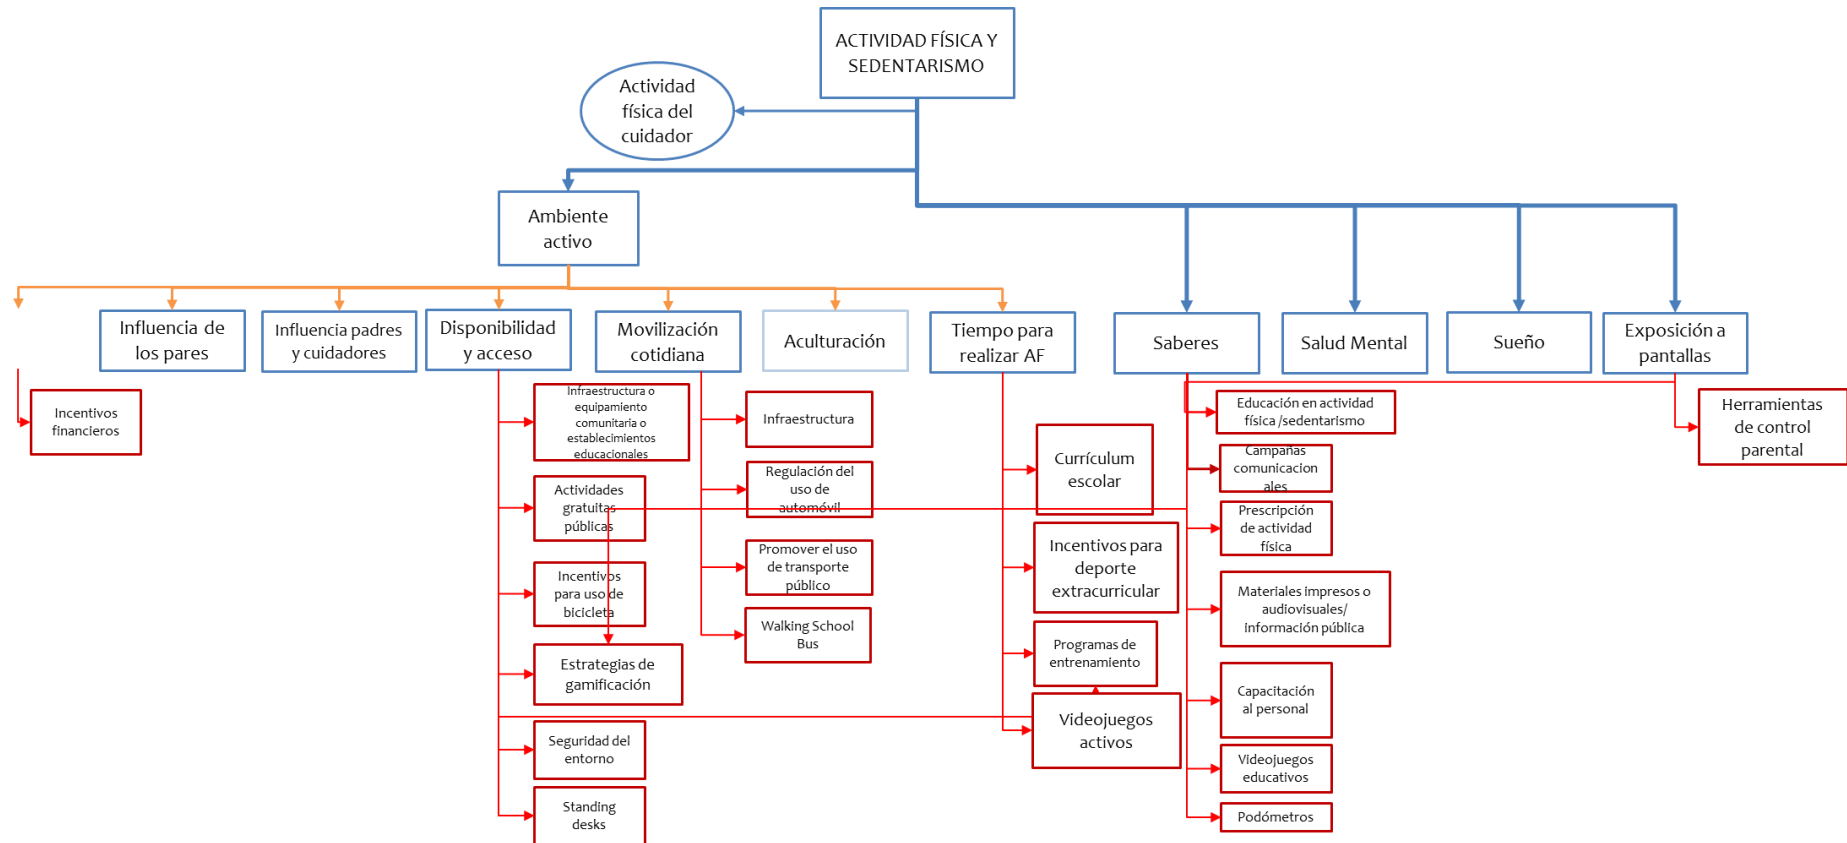 ACTIVIDAD FÍSICA Y
SEDENTARISMO
Actividad
física del
cuidador
Ambiente
activo
Influencia de
los pares
Influencia padres
y cuidadores
Disponibilidad
y acceso
Movilización
cotidiana
Aculturación
Tiempo para
realizar AF
Saberes
Salud Mental
Sueño
Exposición a
pantallas
Incentivos
financieros
Infraestructura o
equipamiento
comunitaria o
establecimientos
educacionales
Actividades
gratuitas
públicas
Incentivos
para uso de
bicicleta
Estrategias de
gamificación
Seguridad del
entorno
Standing
desks
Infraestructura
Regulación del
uso de
automóvil
Promover el uso
de transporte
público
Walking School
Bus
Currículum
escolar
Incentivos para
deporte
extracurricular
Programas de
entrenamiento
Videojuegos
activos
Educación en actividad
física /sedentarismo
Campañas
comunicacion
ales
Prescripción
de actividad
física
Materiales impresos o
audiovisuales/
información pública
Capacitación
al personal
Videojuegos
educativos
Podómetros
Herramientas
de control
parental